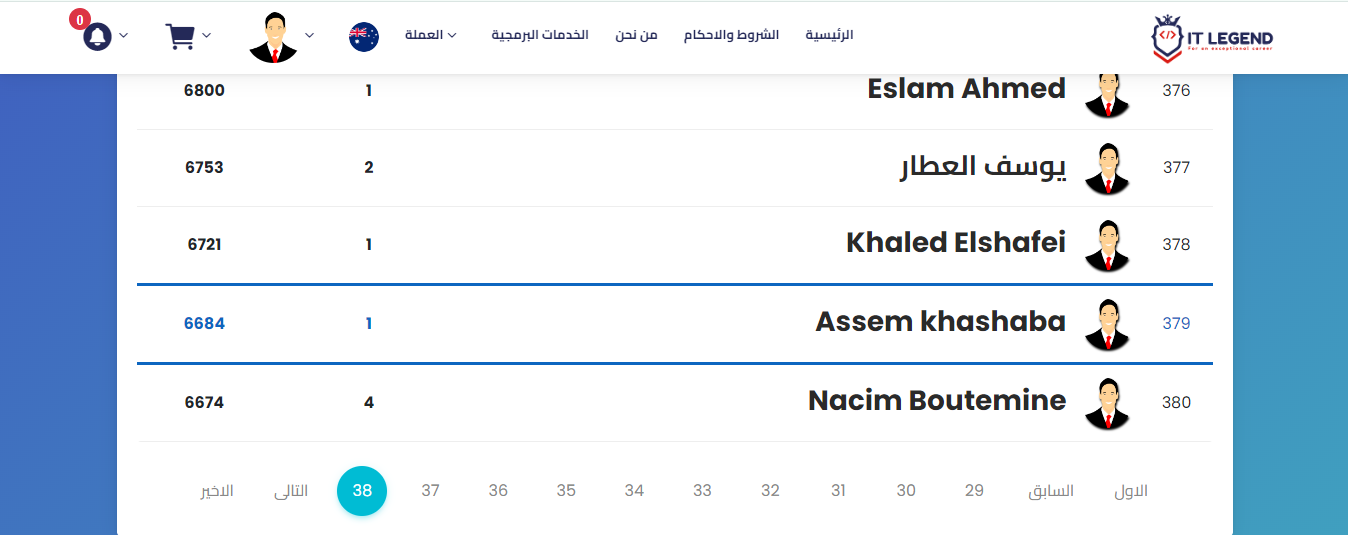 IT LEGEND
For an exceptional career
الرئيسية
الشروط والاحكام
من نحن
الخدمات البرمجية
العملة
0
376 Eslam Ahmed 1 6800
377 يوسف العطار 2 6753
378 Khaled Elshafei 1 6721
379 Assem khashaba 1 6684
380 Nacim Boutemine 4 6674
الاول السابق 29 30 31 32 33 34 35 36 37 38 التالى الاخير